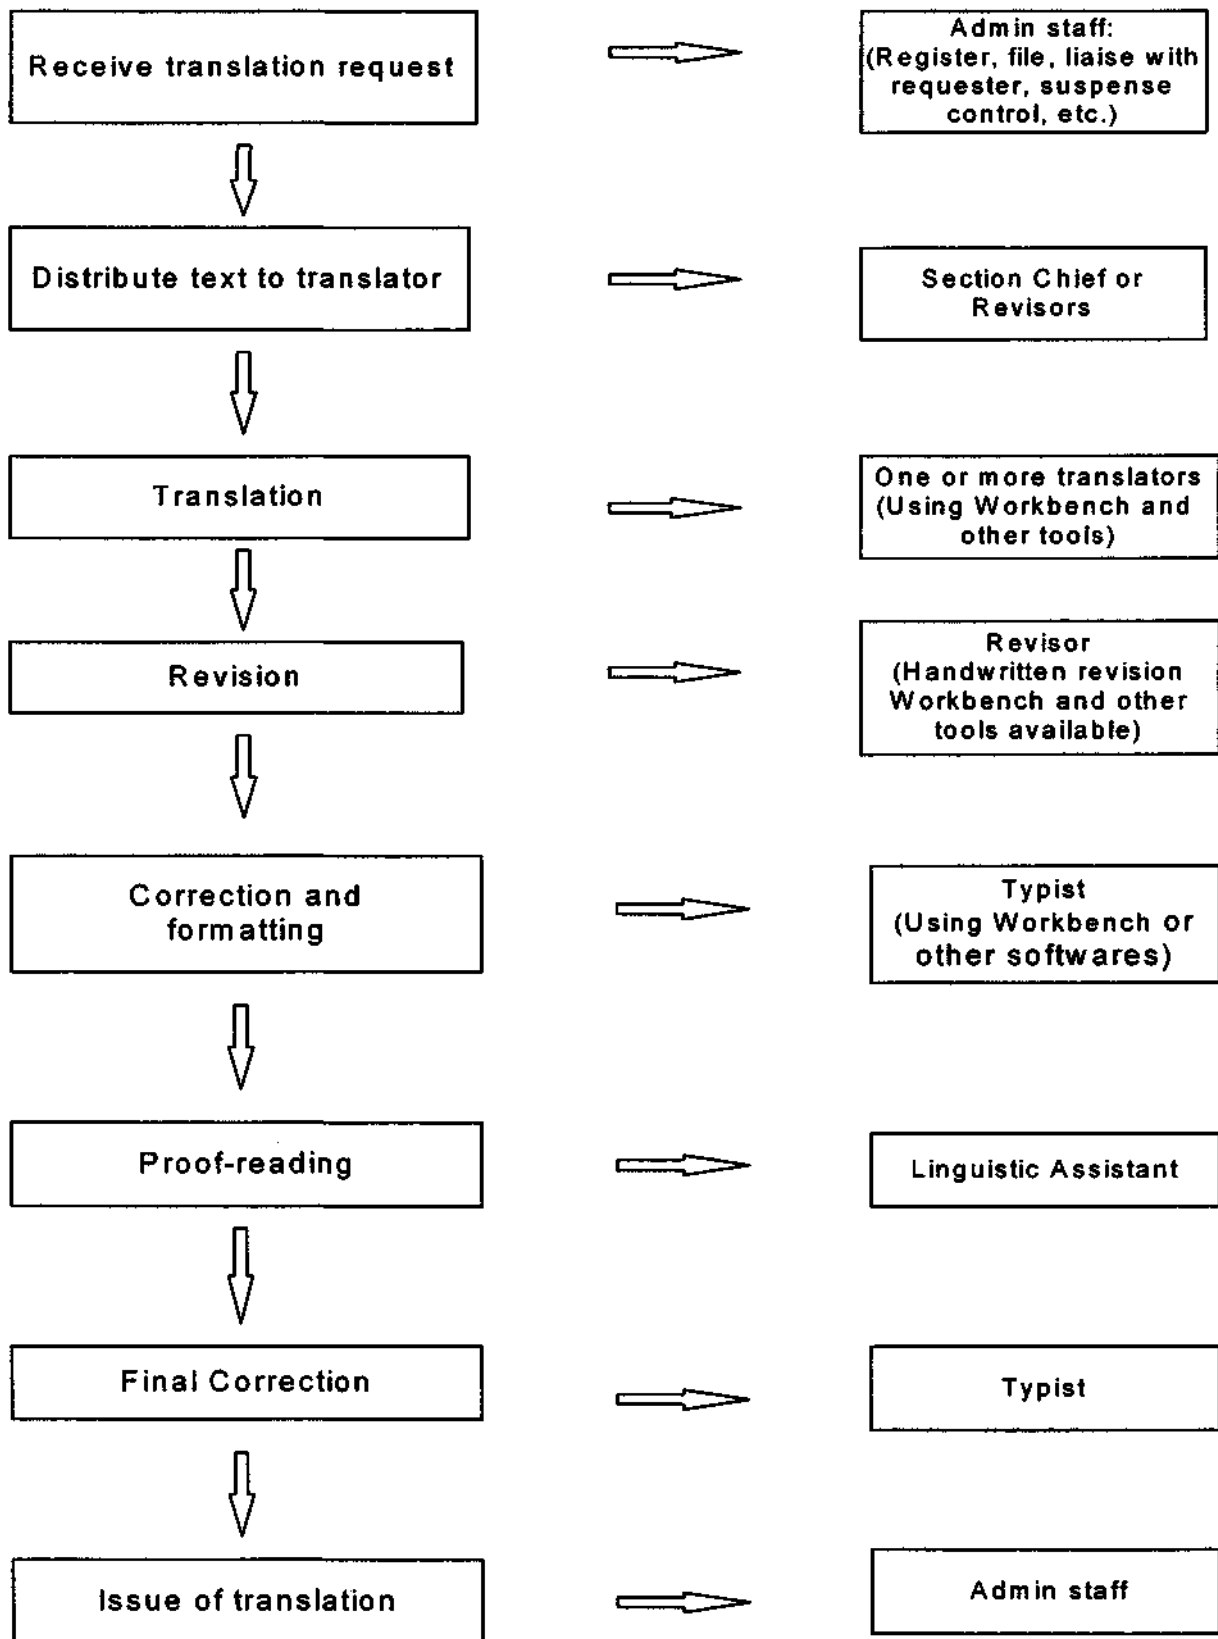 Receive translation request
Admin staff:
(Register, file, liaise with
requester, suspense
control, etc.)
Distribute text to translator
Section Chief or
Revisors
Translation
One or more translators
(Using Workbench and
other tools)
Revision
Revisor
(Handwritten revision
Workbench and other
tools available)
Correction and
formatting
Typist
(Using Workbench or
other softwares)
Proof-reading
Linguistic Assistant
Final Correction
Typist
Issue of translation
Admin staff